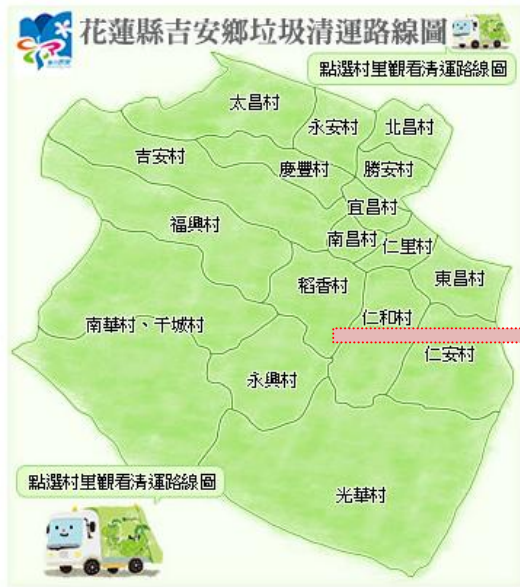 花蓮縣吉安鄉垃圾清運路線圖
點選村里觀看清運路線圖
太昌村
永安村
北昌村
吉安村
慶豐村
勝安村
宜昌村
福興村
南昌村
仁里村
稻香村
東昌村
南華村、干城村
仁和村
仁安村
永興村
點選村里觀看清運路線圖
光華村